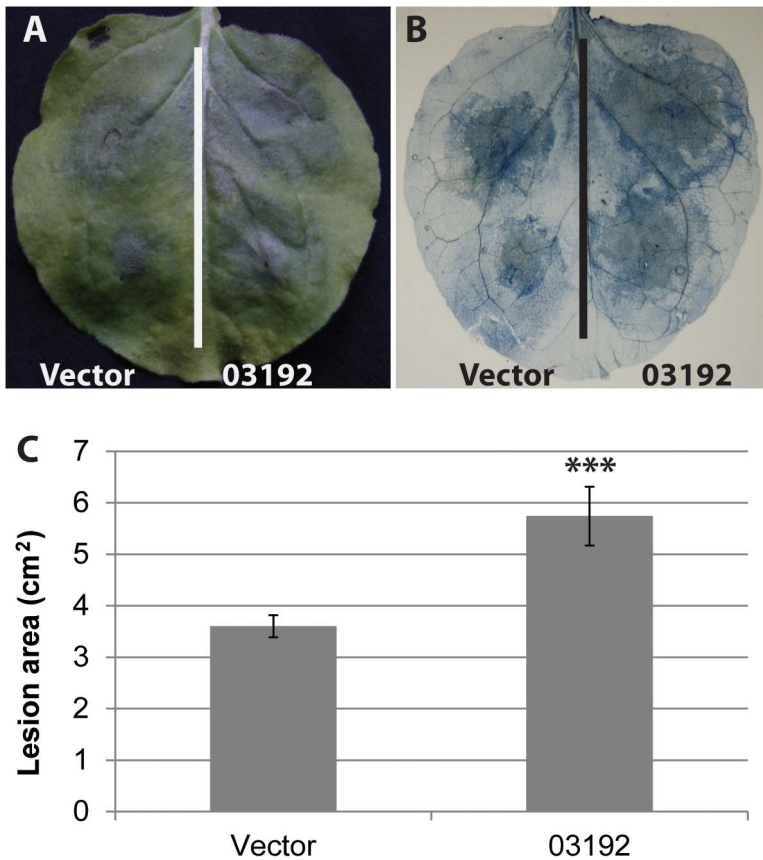 A
B
Vector 03192
Vector 03192
C
7
6
5
4
3
2
1
0
Lesion area (cm²)
***
Vector
03192